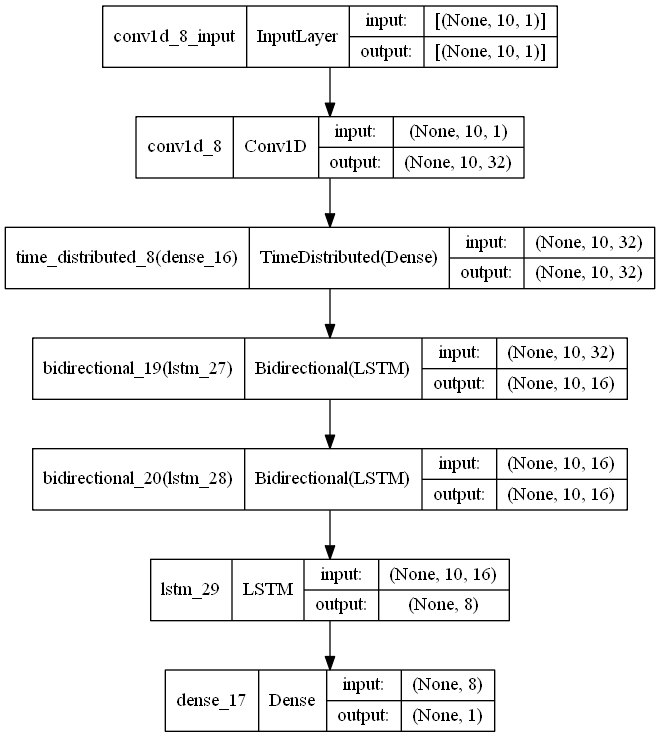 conv1d_8_input InputLayer input: [(None, 10, 1)]
output: [(None, 10, 1)]
conv1d_8 Conv1D input: (None, 10, 1)
output: (None, 10, 32)
time_distributed_8(dense_16) TimeDistributed(Dense) input: (None, 10, 32)
output: (None, 10, 32)
bidirectional_19(lstm_27) Bidirectional(LSTM) input: (None, 10, 32)
output: (None, 10, 16)
bidirectional_20(lstm_28) Bidirectional(LSTM) input: (None, 10, 16)
output: (None, 10, 16)
lstm_29 LSTM input: (None, 10, 16)
output: (None, 8)
dense_17 Dense input: (None, 8)
output: (None, 1)